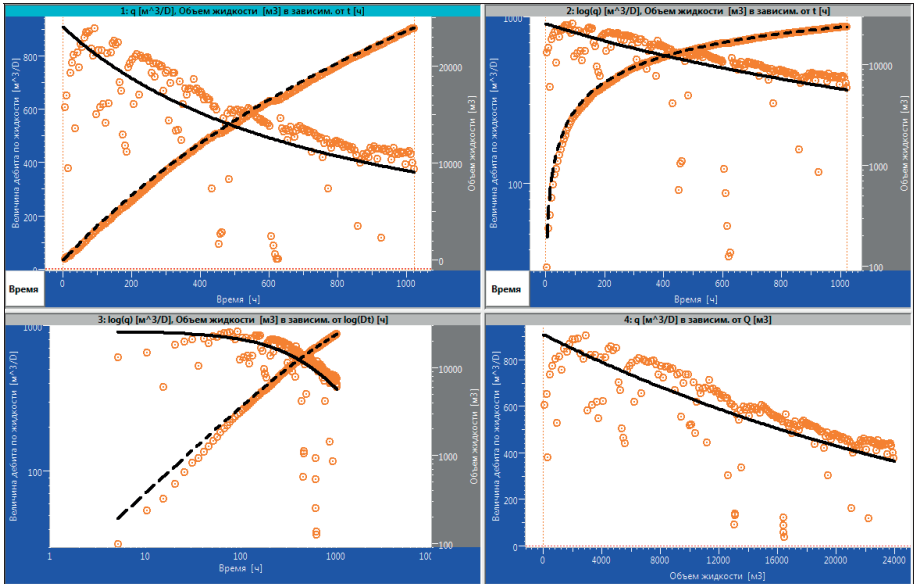 1: q [м^3/D], Объем жидкости [м3] в зависим. от t [ч]
Величина дебита по жидкости [м^3/D]
800
600
400
200
0
20000
10000
0
Объем жидкости [м3]
Время
0
200
400
600
800
1000
Время [ч]
2: log(q) [м^3/D], Объем жидкости [м3] в зависим. от t [ч]
Величина дебита по жидкости [м^3/D]
1000
100
10000
1000
100
Объем жидкости [м3]
Время
0
200
400
600
800
1000
Время [ч]
3: log(q) [м^3/D], Объем жидкости [м3] в зависим. от log(Dt) [ч]
Величина дебита по жидкости [м^3/D]
1000
100
10000
1000
100
Объем жидкости [м3]
1
10
100
1000
10(
Время [ч]
4: q [м^3/D] в зависим. от Q [м3]
Величина дебита по жидкости [м^3/D]
800
600
400
200
0
0
4000
8000
12000
16000
20000
24000
Объем жидкости [м3]